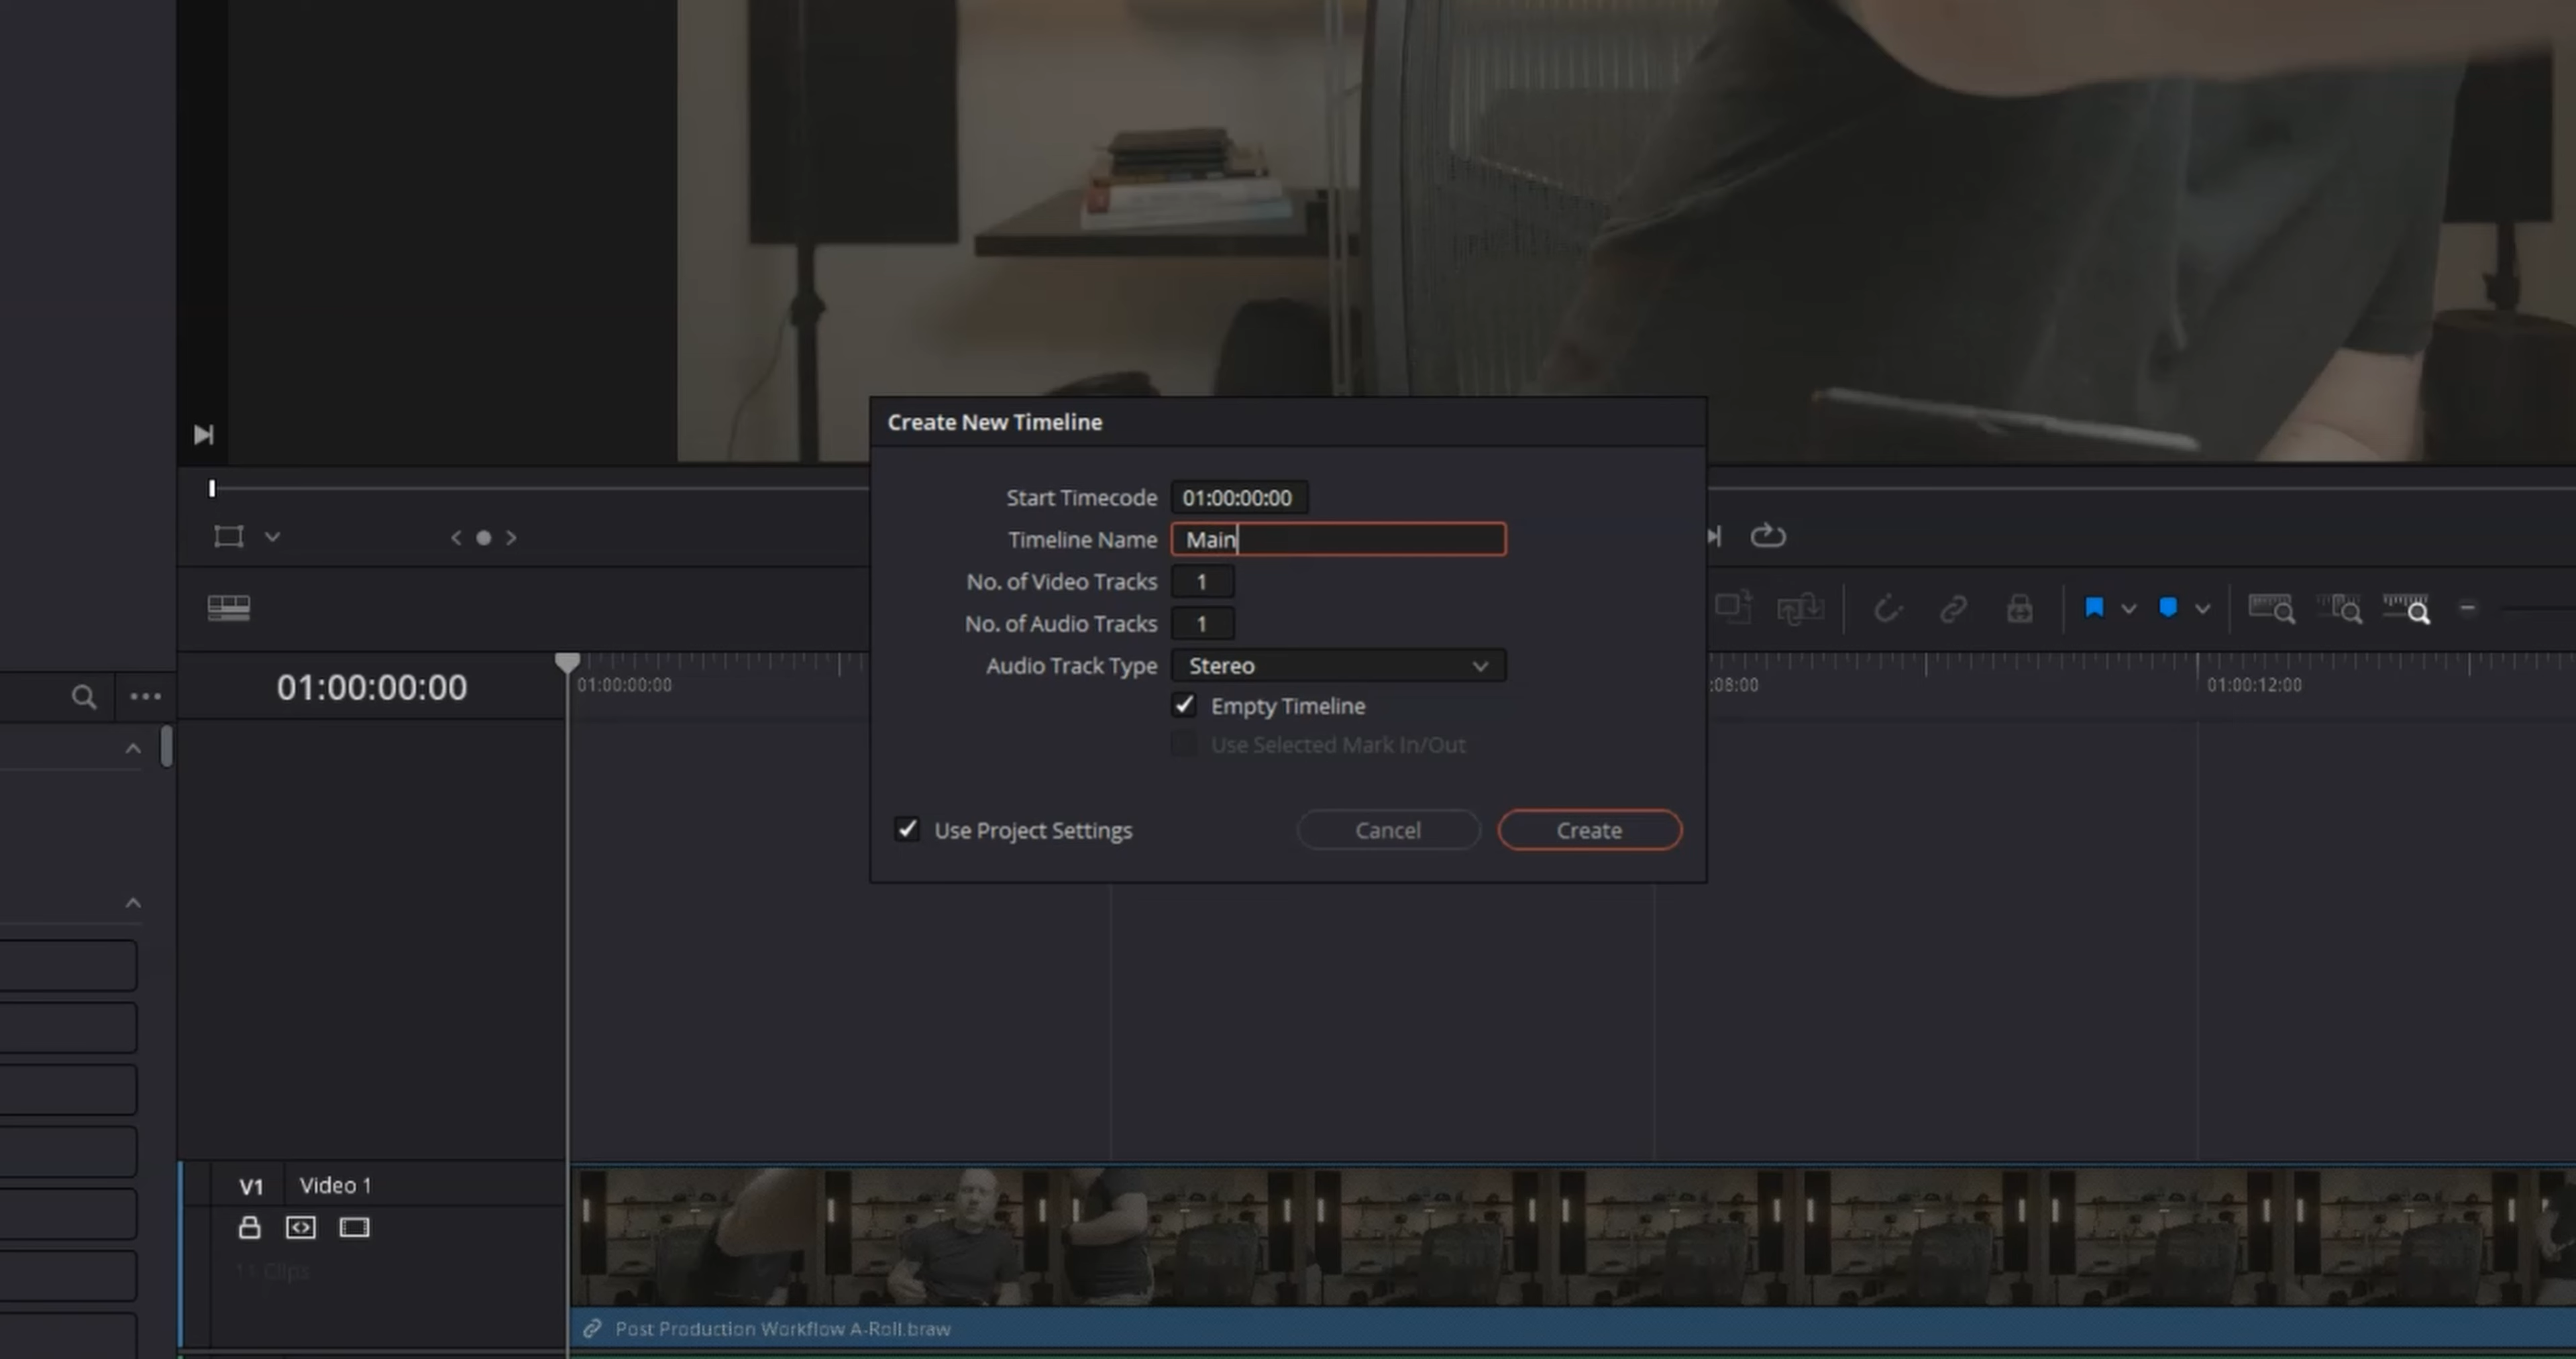 Create New Timeline
Start Timecode 01:00:00:00
Timeline Name Main
No. of Video Tracks 1
No. of Audio Tracks 1
Audio Track Type Stereo
Empty Timeline
Use Selected Mark In/Out
Use Project Settings Cancel Create
01:00:00:00
01:00:00:00
:08:00
01:00:12:00
V1 Video 1
11 Clips
Post Production Workflow A-Roll.braw